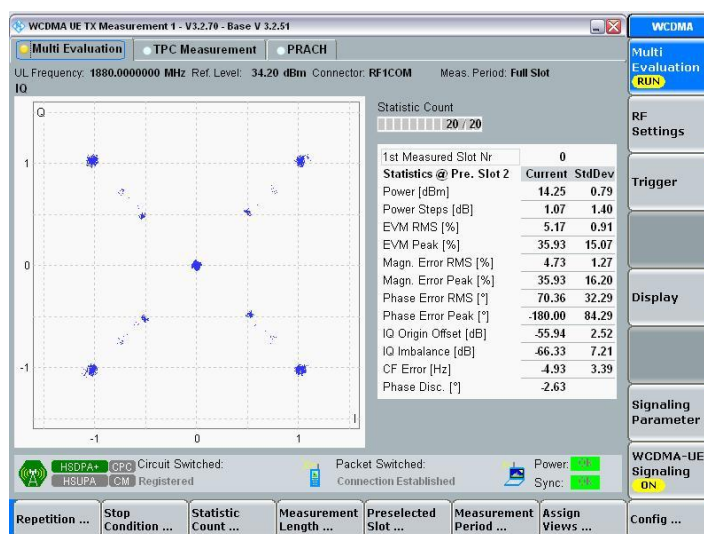 WCDMA UE TX Measurement 1 - V3.2.70 - Base V 3.2.51
WCDMA
Multi Evaluation
TPC Measurement
PRACH
UL Frequency: 1880.0000000 MHz Ref. Level: 34.20 dBm Connector: RF1COM Meas. Period: Full Slot
IQ
Q
1
0
-1
I
-1 0 1
Statistic Count
20 / 20
1st Measured Slot Nr 0
Statistics @ Pre. Slot 2 Current StdDev
Power [dBm] 14.25 0.79
Power Steps [dB] 1.07 1.40
EVM RMS [%] 5.17 0.91
EVM Peak [%] 35.93 15.07
Magn. Error RMS [%] 4.73 1.27
Magn. Error Peak [%] 35.93 16.20
Phase Error RMS [°] 70.36 32.29
Phase Error Peak [°] -180.00 84.29
IQ Origin Offset [dB] -55.94 2.52
IQ Imbalance [dB] -66.33 7.21
CF Error [Hz] -4.93 3.39
Phase Disc. [°] -2.63
Multi
Evaluation
RUN
RF
Settings
Trigger
Display
Signaling
Parameter
WCDMA-UE
Signaling
ON
Config ...
HSDPA+ CPC Circuit Switched: Packet Switched: Power:
HSUPA CM Registered Connection Established Sync:
Repetition ...
Stop
Condition ...
Statistic
Count ...
Measurement
Length ...
Preselected
Slot ...
Measurement
Period ...
Assign
Views ...